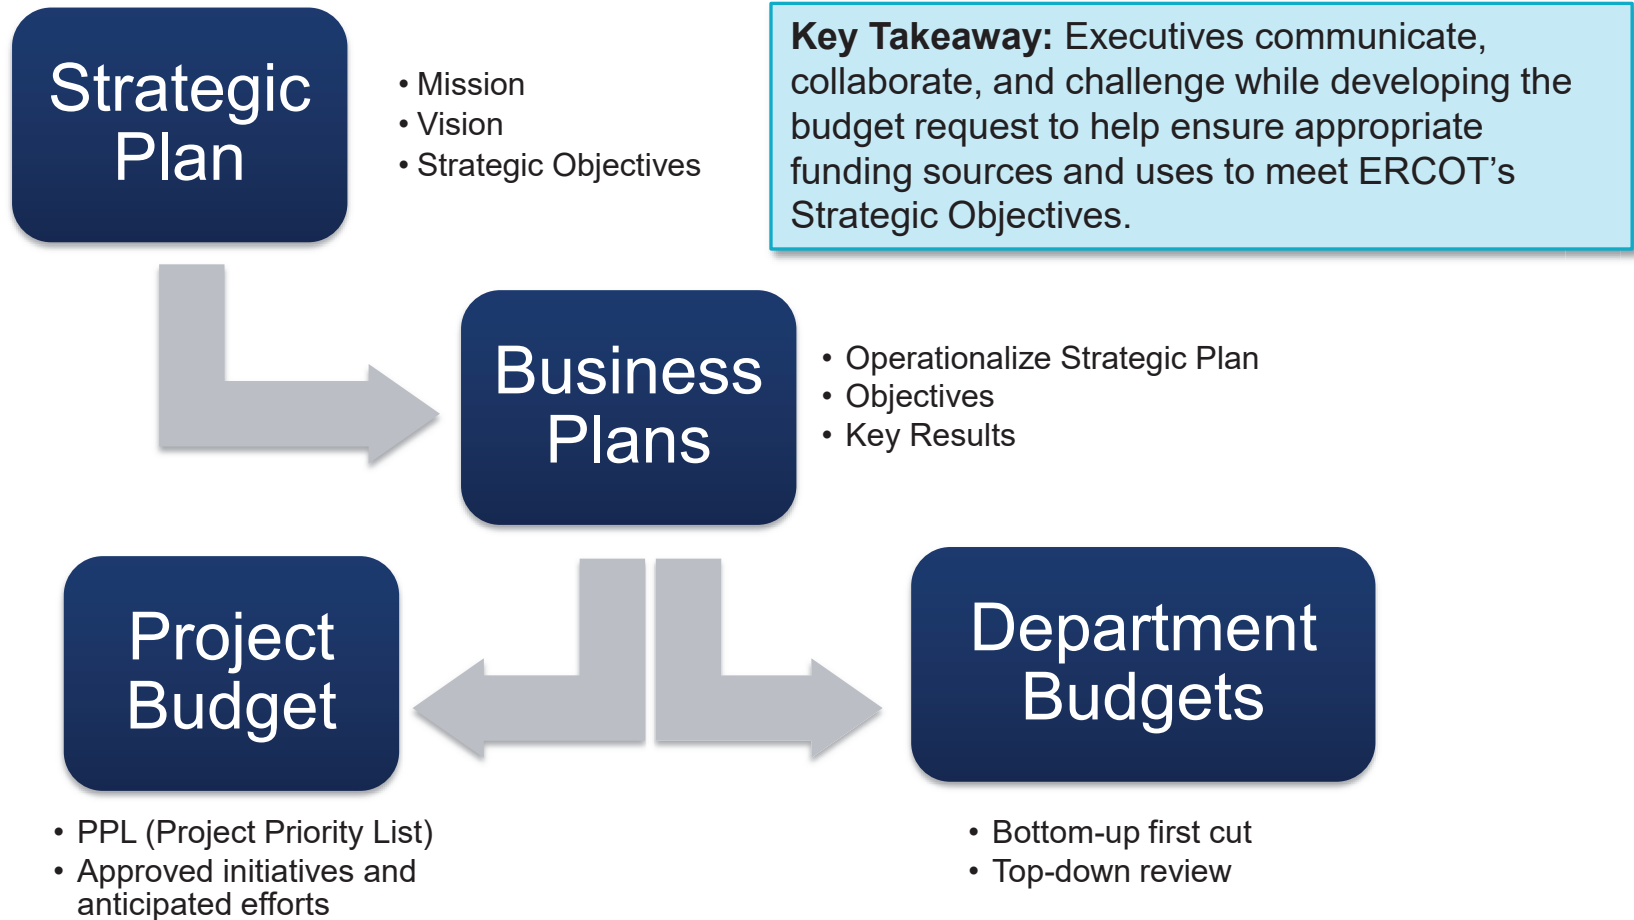 Strategic
Plan
• Mission
• Vision
• Strategic Objectives
Key Takeaway: Executives communicate,
collaborate, and challenge while developing the
budget request to help ensure appropriate
funding sources and uses to meet ERCOT’s
Strategic Objectives.
Business
Plans
• Operationalize Strategic Plan
• Objectives
• Key Results
Project
Budget
• PPL (Project Priority List)
• Approved initiatives and
anticipated efforts
Department
Budgets
• Bottom-up first cut
• Top-down review